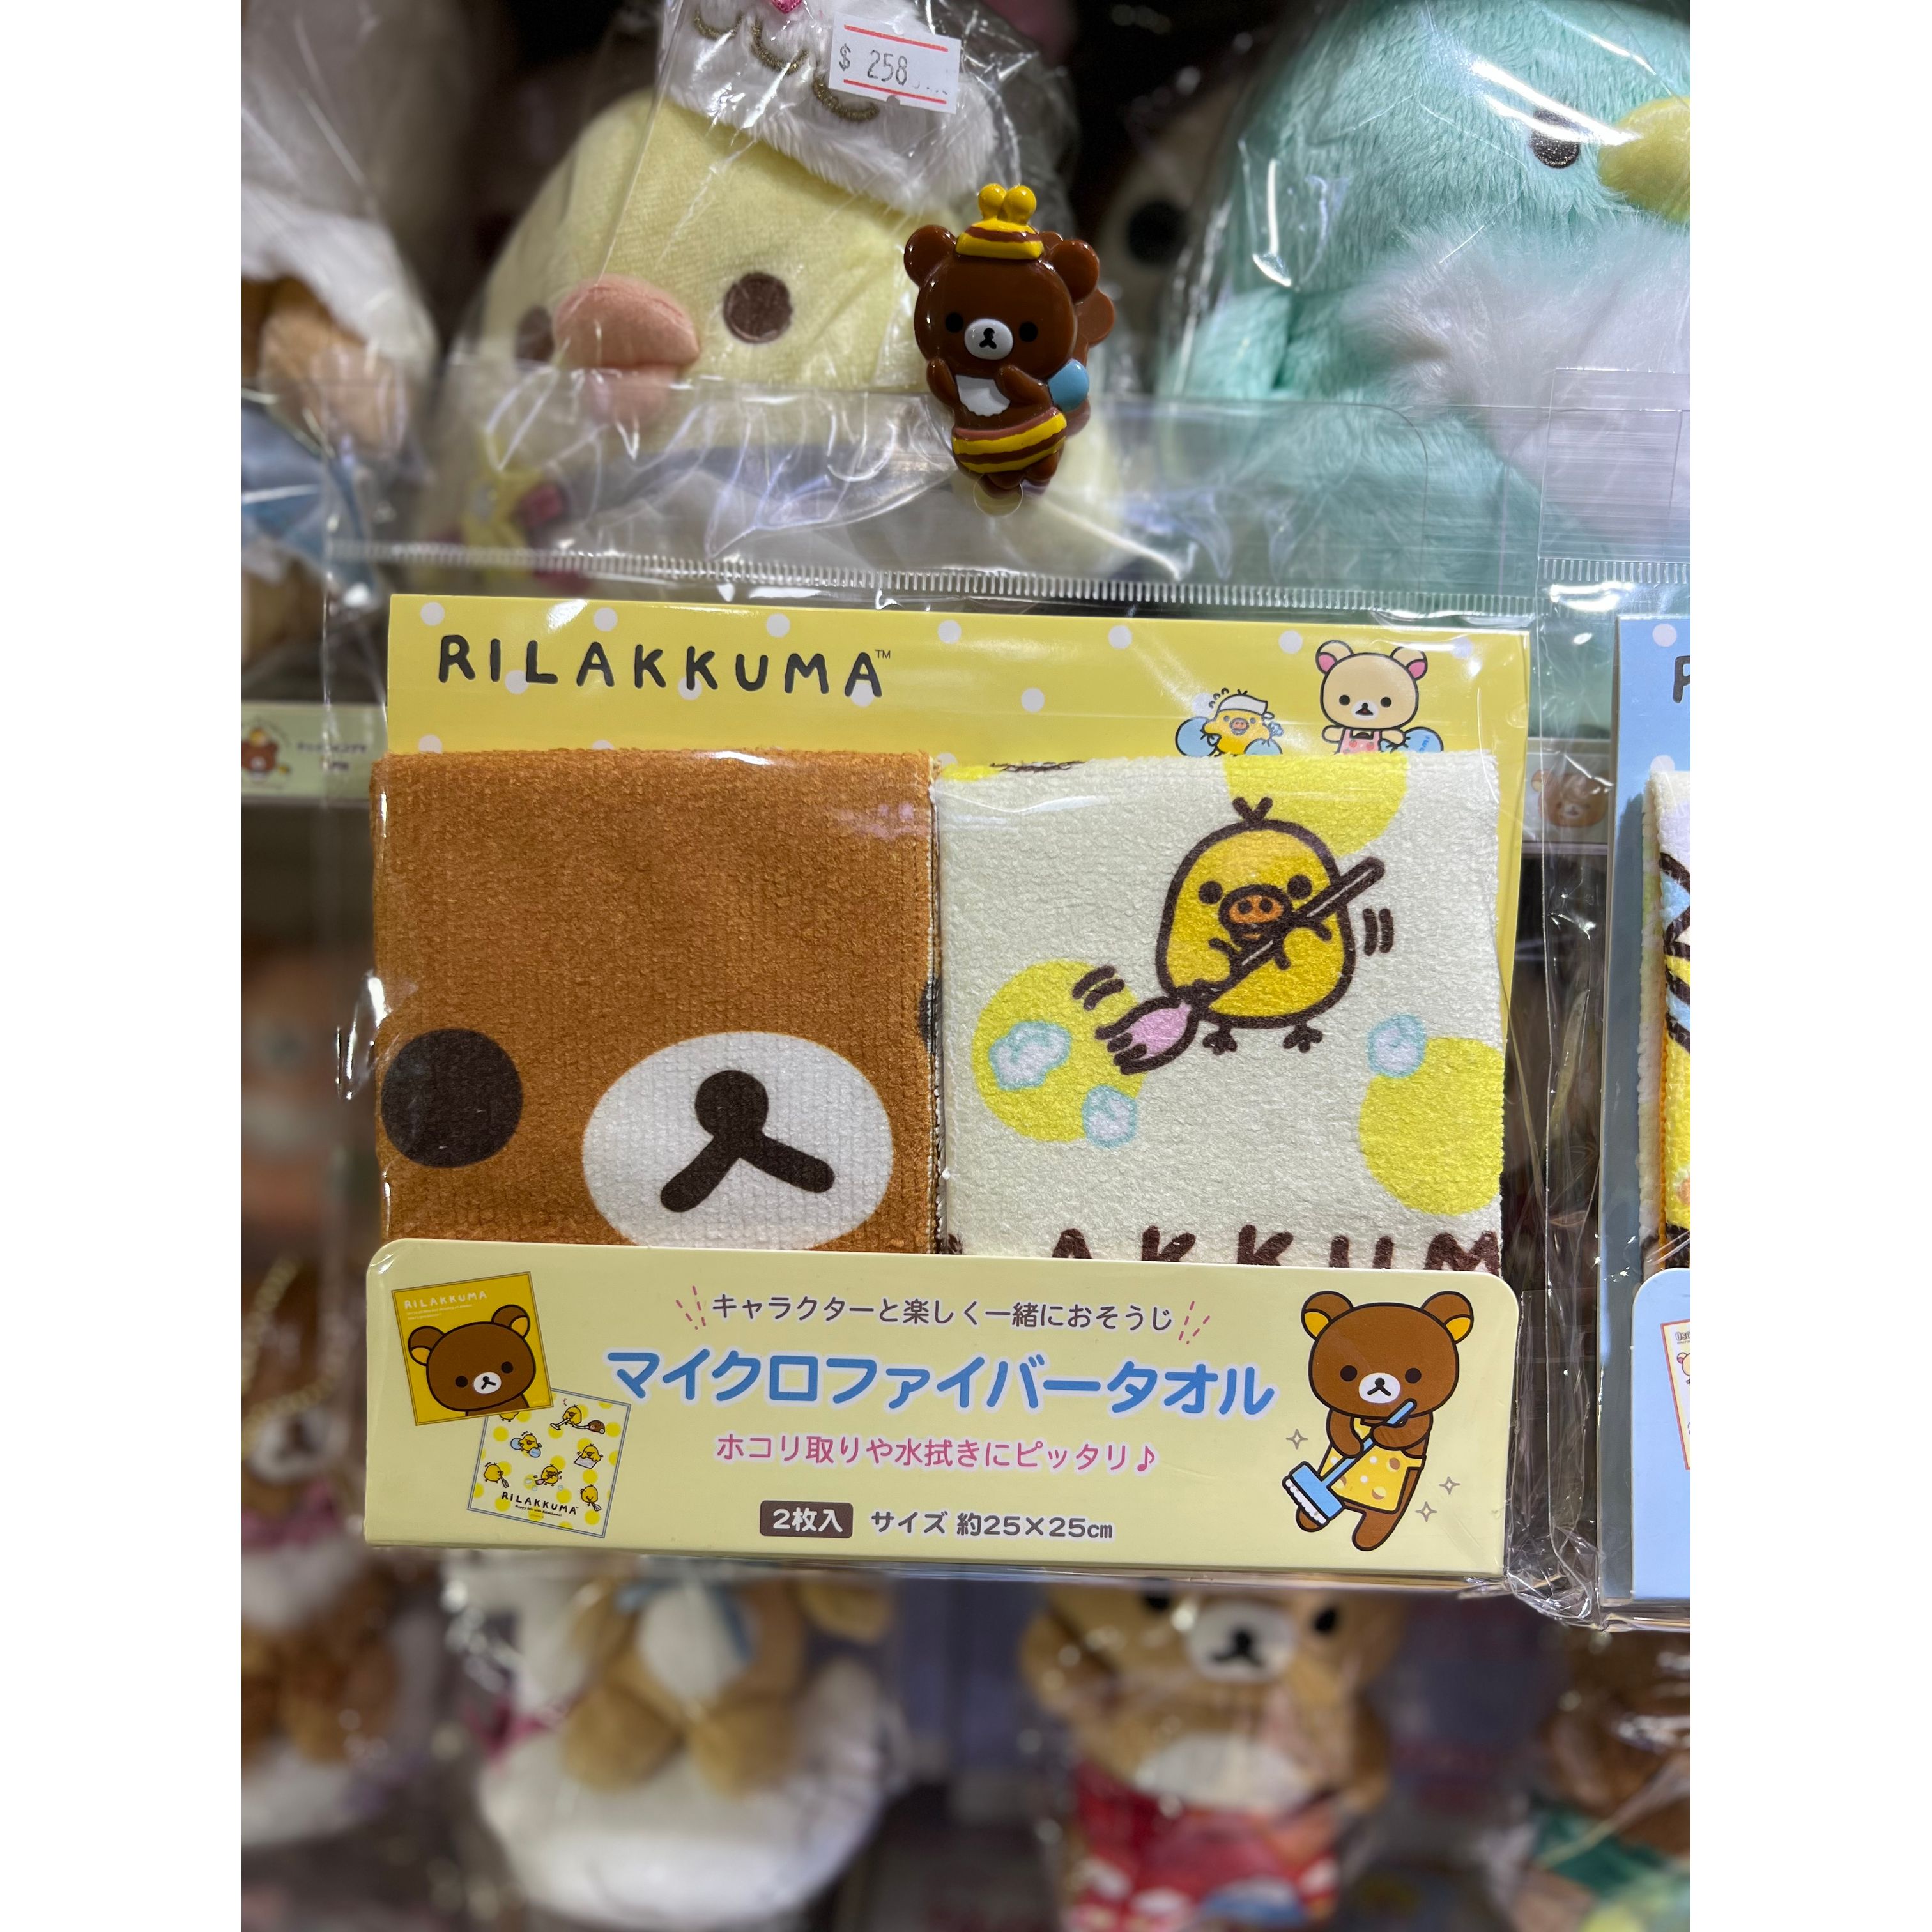 $ 258
RILAKKUMA™
AKKUM
RILAKKUMA
キャラクターと楽しく一緒におそうじ
マイクロファイバータオル
ホコリ取りや水拭きにピッタリ♪
RILAKKUMA
2枚入 サイズ 約25×25cm